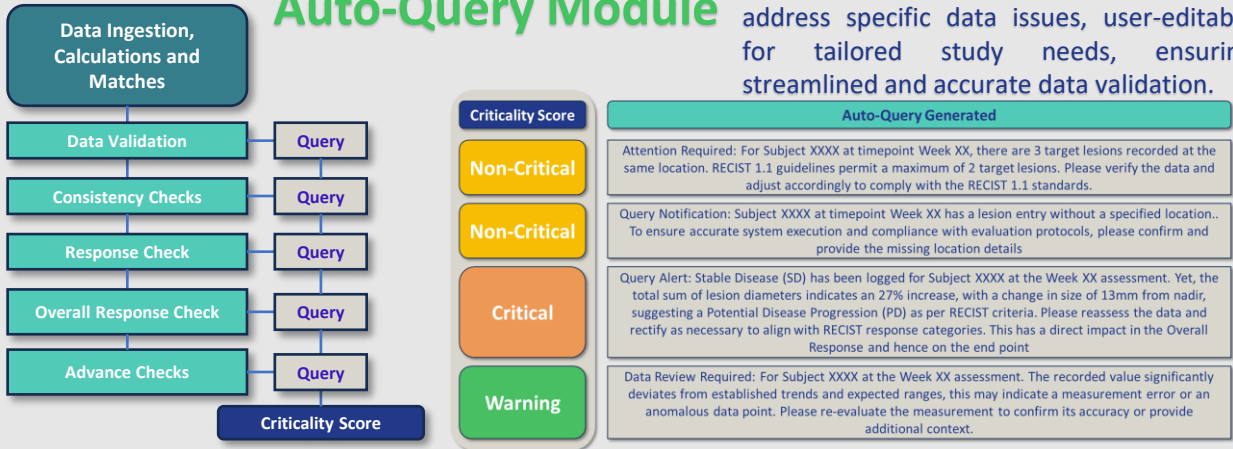 Auto-Query Module
address specific data issues, user-editab
for tailored study needs, ensurin
streamlined and accurate data validation.
Data Ingestion,
Calculations and
Matches
Data Validation
Query
Consistency Checks
Query
Response Check
Query
Overall Response Check
Query
Advance Checks
Query
Criticality Score
Criticality Score
Auto-Query Generated
Non-Critical
Attention Required: For Subject XXXX at timepoint Week XX, there are 3 target lesions recorded at the
same location. RECIST 1.1 guidelines permit a maximum of 2 target lesions. Please verify the data and
adjust accordingly to comply with the RECIST 1.1 standards.
Non-Critical
Query Notification: Subject XXXX at timepoint Week XX has a lesion entry without a specified location..
To ensure accurate system execution and compliance with evaluation protocols, please confirm and
provide the missing location details
Critical
Query Alert: Stable Disease (SD) has been logged for Subject XXXX at the Week XX assessment. Yet, the
total sum of lesion diameters indicates an 27% increase, with a change in size of 13mm from nadir,
suggesting a Potential Disease Progression (PD) as per RECIST criteria. Please reassess the data and
rectify as necessary to align with RECIST response categories. This has a direct impact in the Overall
Response and hence on the end point
Warning
Data Review Required: For Subject XXXX at the Week XX assessment. The recorded value significantly
deviates from established trends and expected ranges, this may indicate a measurement error or an
anomalous data point. Please re-evaluate the measurement to confirm its accuracy or provide
additional context.